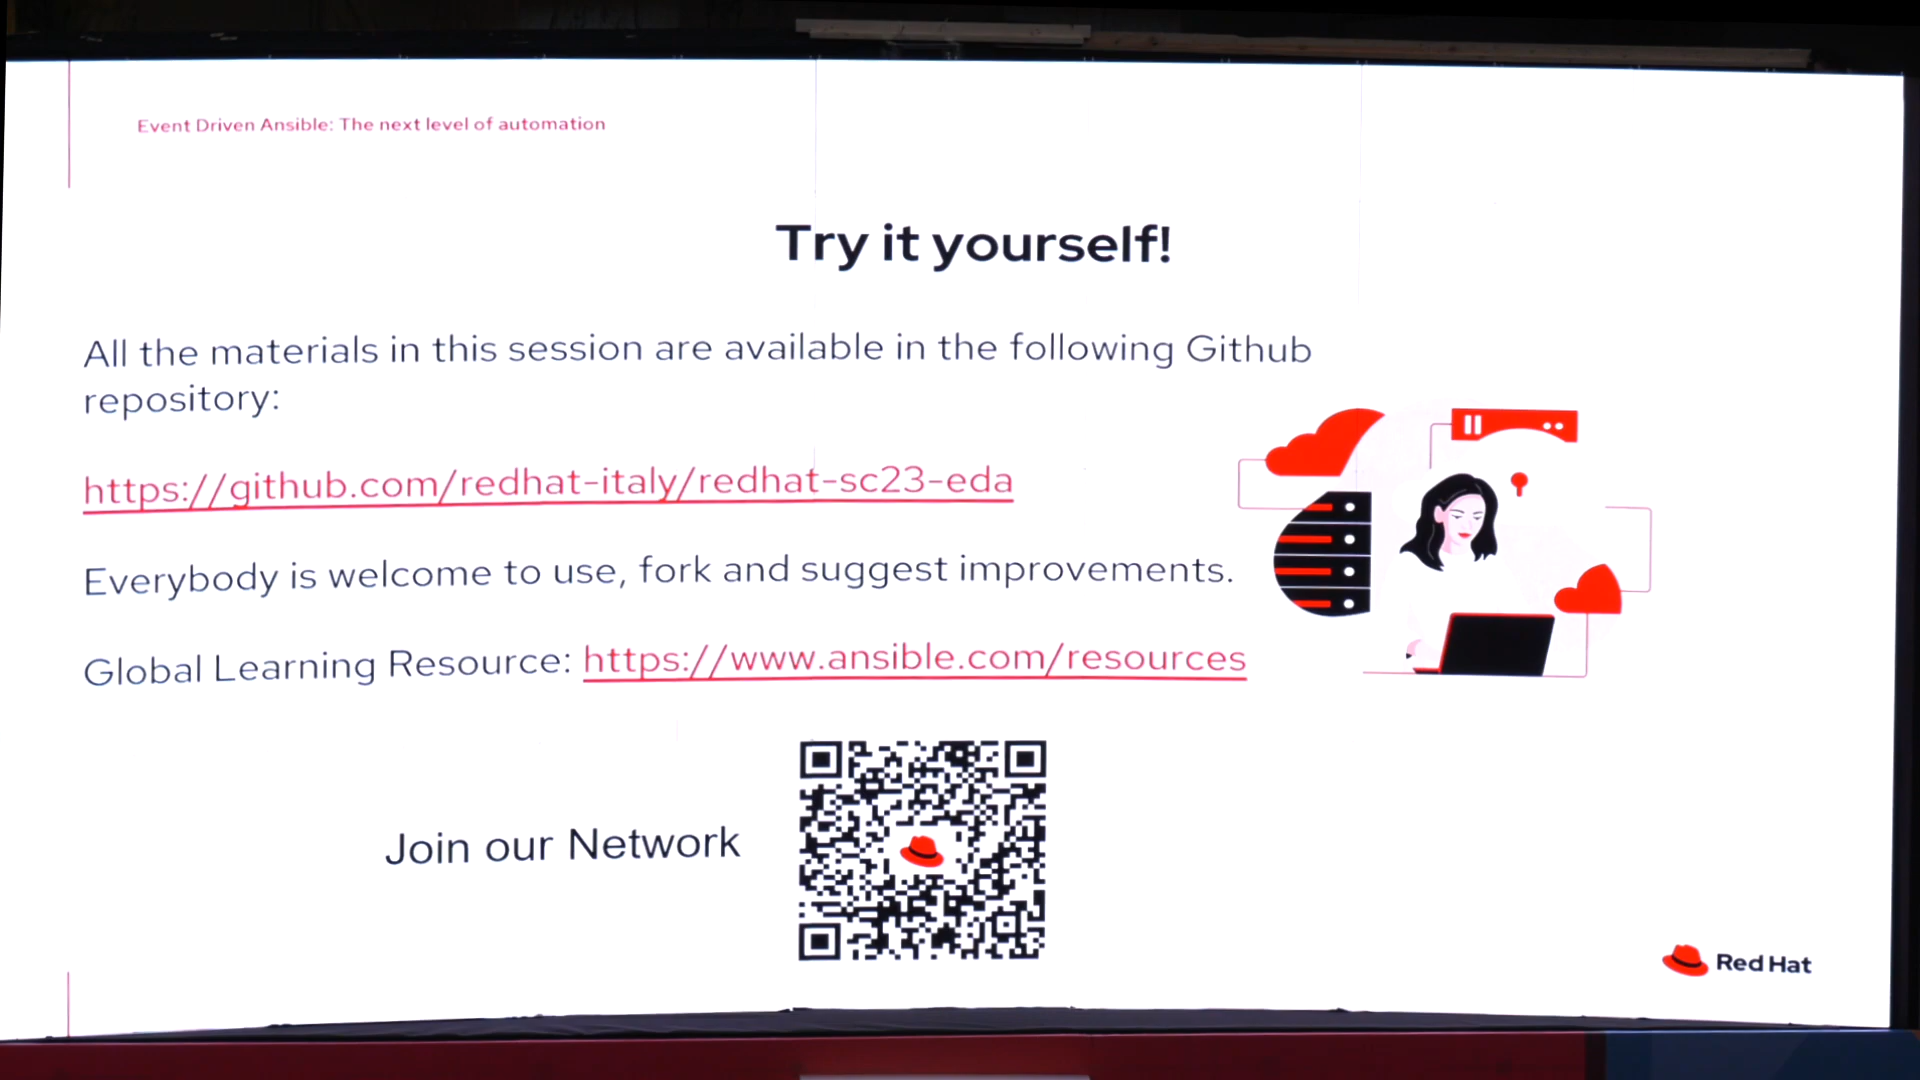 Event Driven Ansible: The next level of automation
Try it yourself!
All the materials in this session are available in the following Github
repository:
https://github.com/redhat-italy/redhat-sc23-eda
Everybody is welcome to use, fork and suggest improvements.
Global Learning Resource: https://www.ansible.com/resources
Join our Network
Red Hat